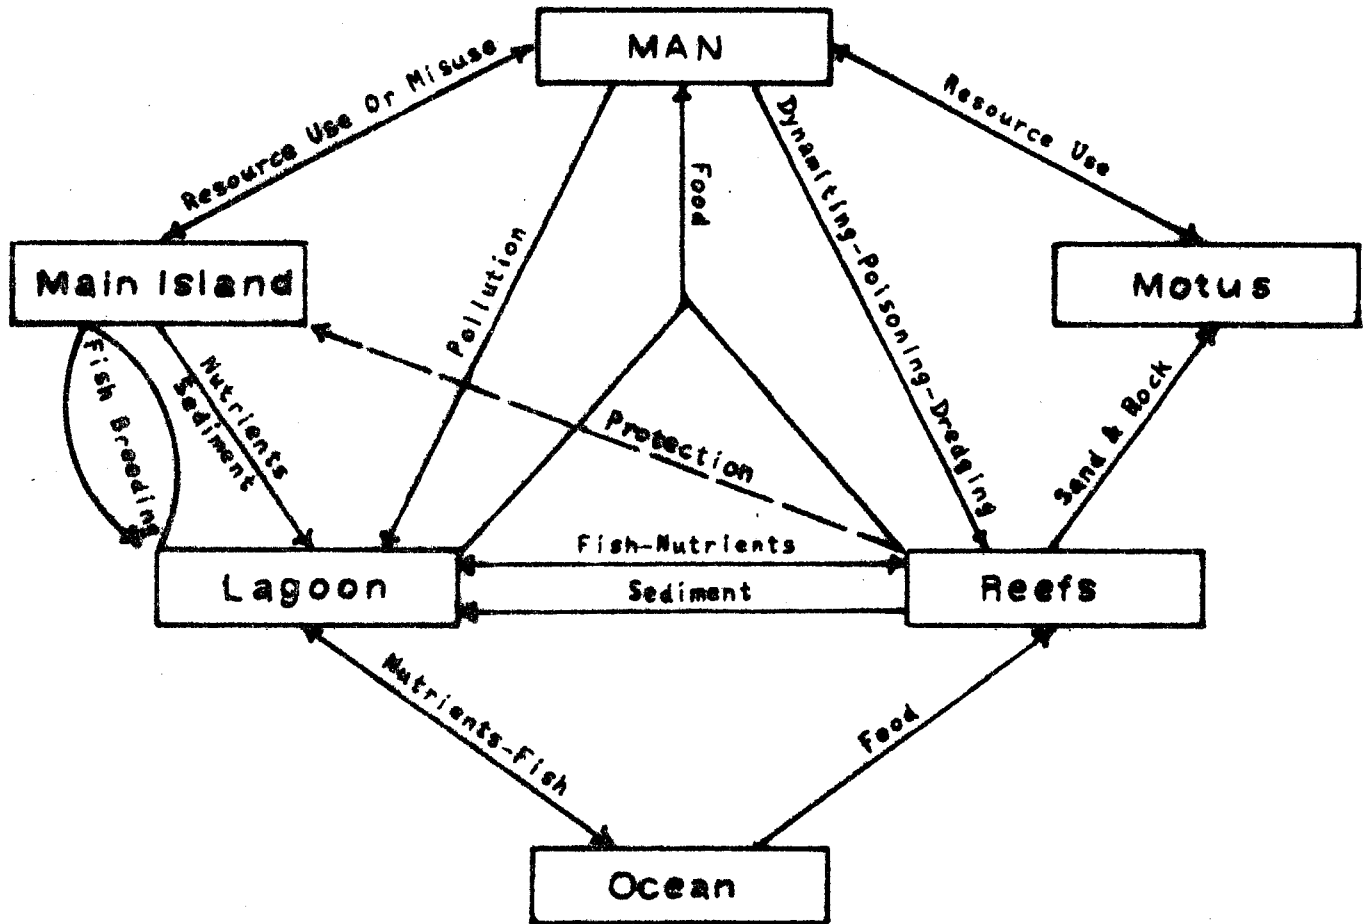 MAN
Resource Use Or Misuse
Resource Use
Food
Dynamiting-Poisoning-Dredging
Pollution
Main Island
Motus
Fish Breeding
Nutrients
Sediment
Protection
Sand & Rock
Fish-Nutrients
Lagoon
Sediment
Reefs
Nutrients-Fish
Food
Ocean